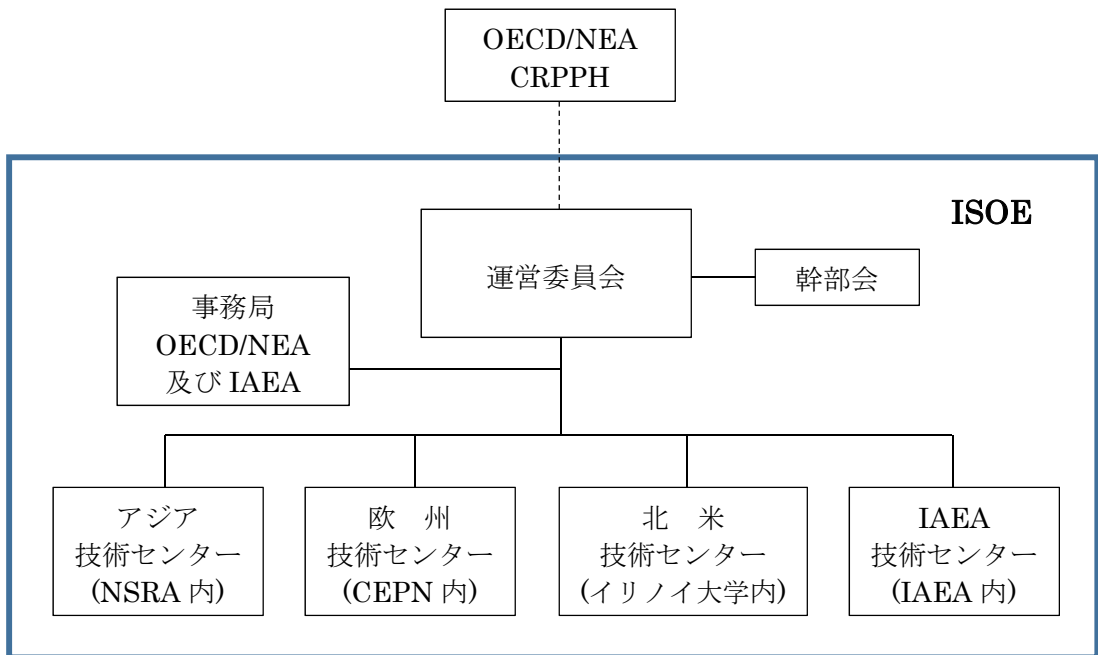 OECD/NEA
CRPPH
ISOE
運営委員会
幹部会
事務局
OECD/NEA
及び IAEA
アジア
技術センター
(NSRA 内)
欧　州
技術センター
(CEPN 内)
北　米
技術センター
(イリノイ大学内)
IAEA
技術センター
(IAEA 内)